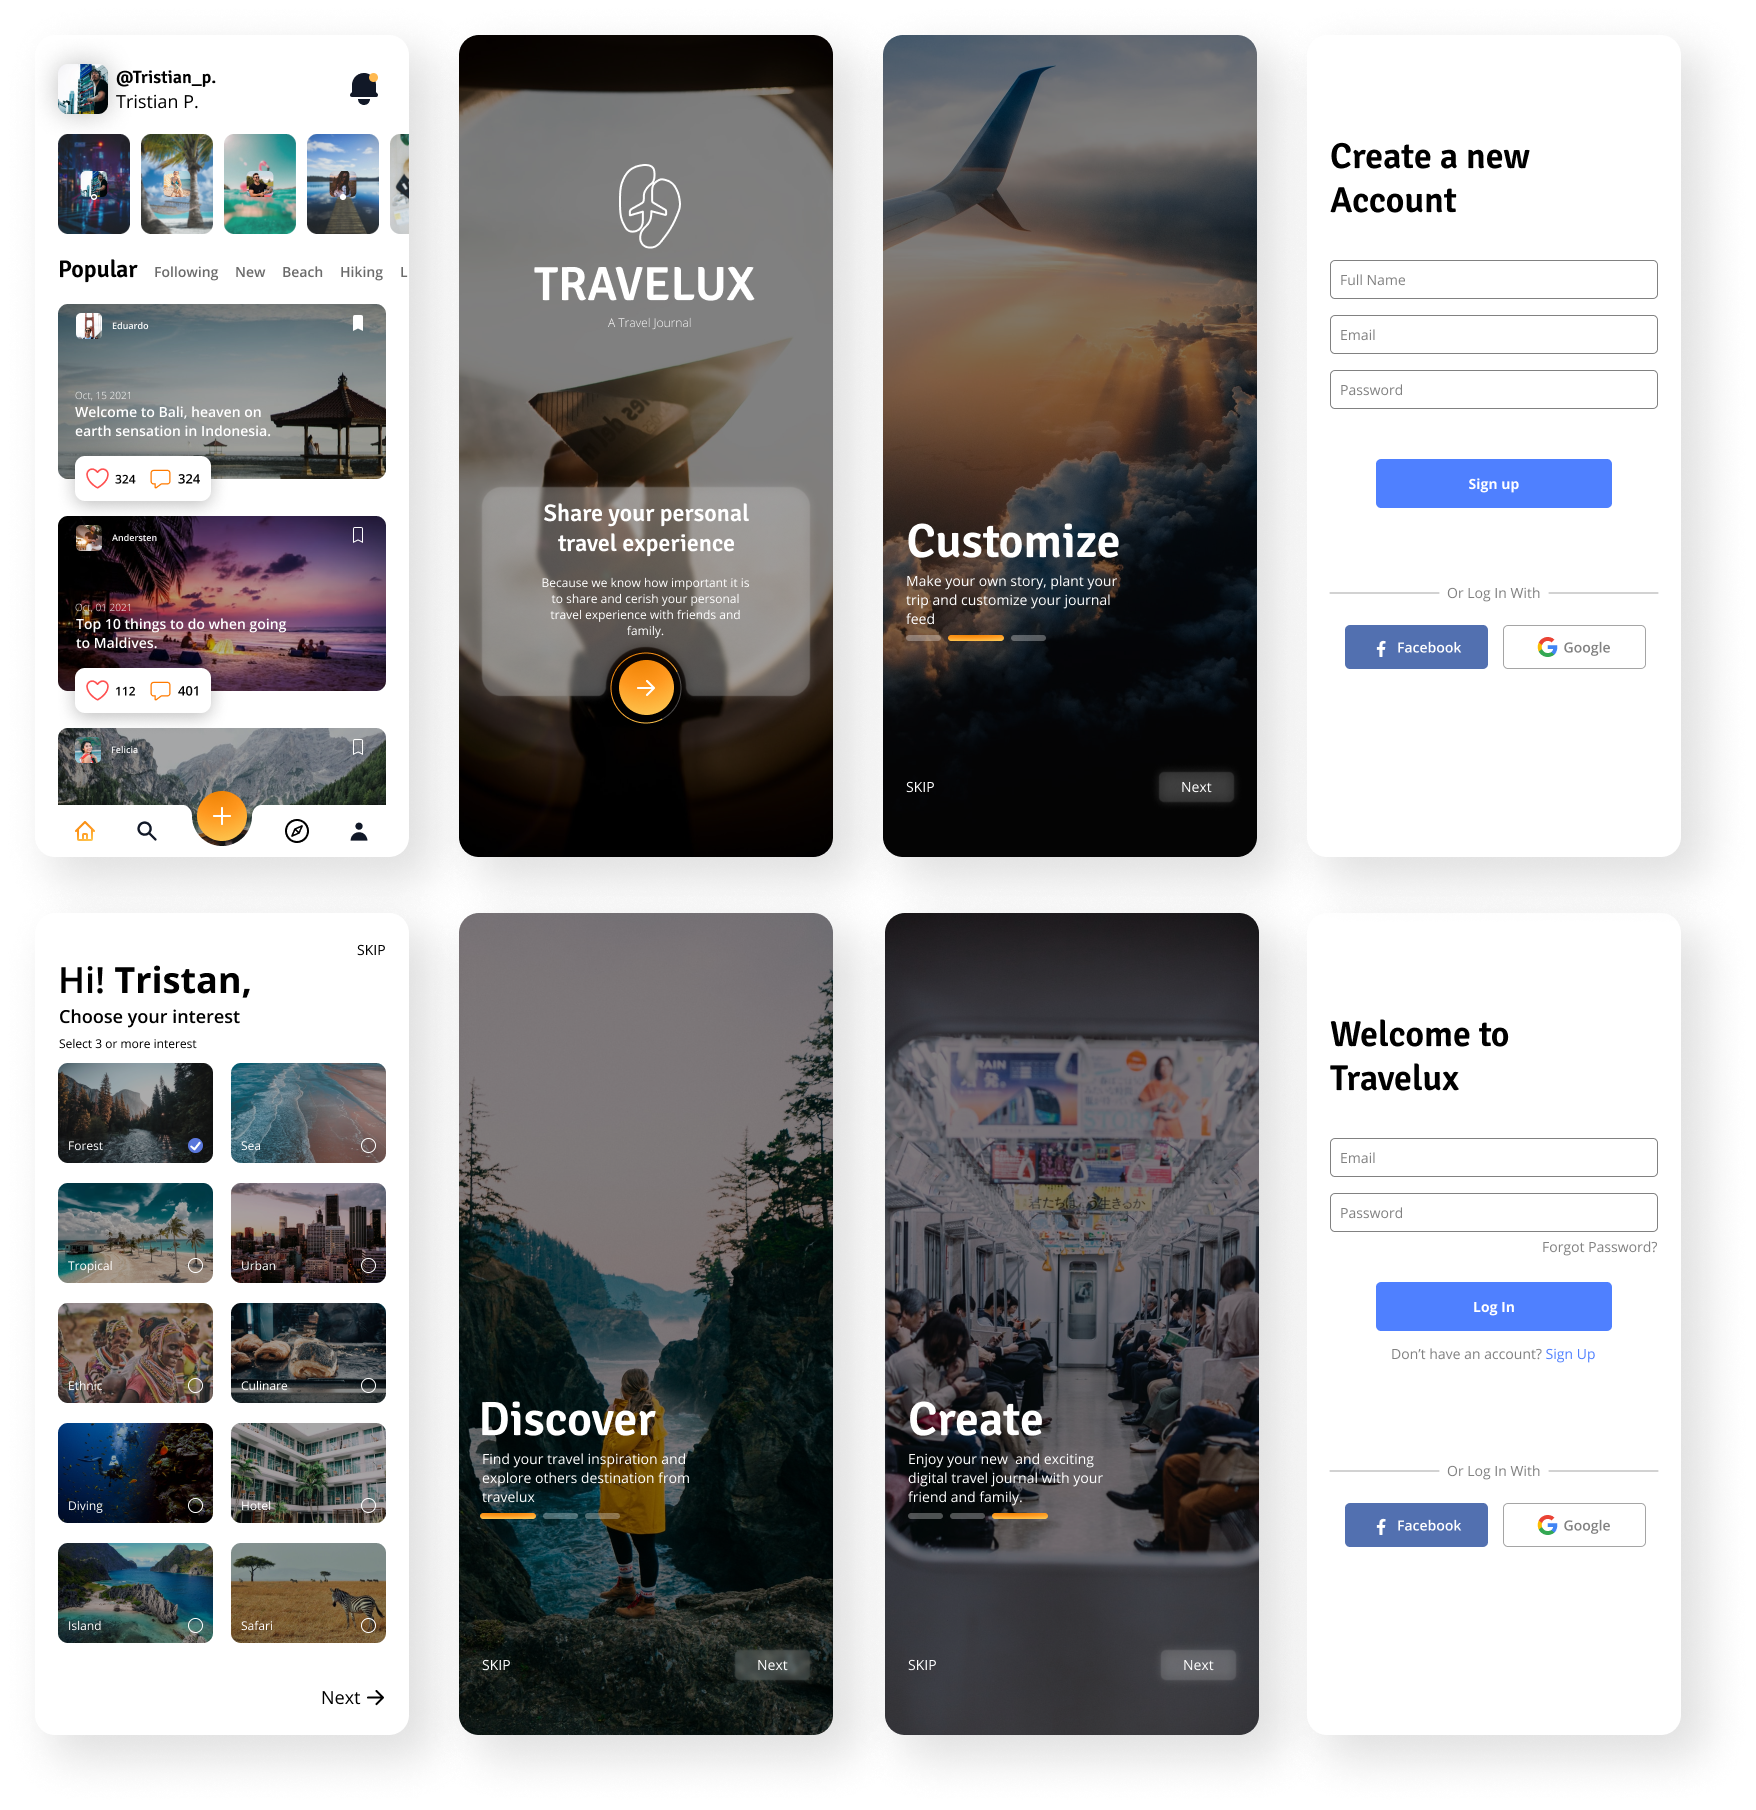 @Tristian_p.
Tristian P.
Popular Following New Beach Hiking L
Eduardo
Oct, 15 2021
Welcome to Bali, heaven on
earth sensation in Indonesia.
324 324
Andersten
Oct, 01 2021
Top 10 things to do when going
to Maldives.
112 401
Felicia
TRAVELUX
A Travel Journal
Share your personal
travel experience
Because we know how important it is
to share and cerish your personal
travel experience with friends and
family.
Customize
Make your own story, plant your
trip and customize your journal
feed
SKIP Next
Create a new
Account
Full Name
Email
Password
Sign up
Or Log In With
Facebook Google
SKIP
Hi! Tristan,
Choose your interest
Select 3 or more interest
Forest Sea
Tropical Urban
Ethnic Culinare
Diving Hotel
Island Safari
Next
Discover
Find your travel inspiration and
explore others destination from
travelux
SKIP Next
Create
Enjoy your new  and exciting
digital travel journal with your
friend and family.
SKIP Next
Welcome to
Travelux
Email
Password
Forgot Password?
Log In
Don’t have an account? Sign Up
Or Log In With
Facebook Google